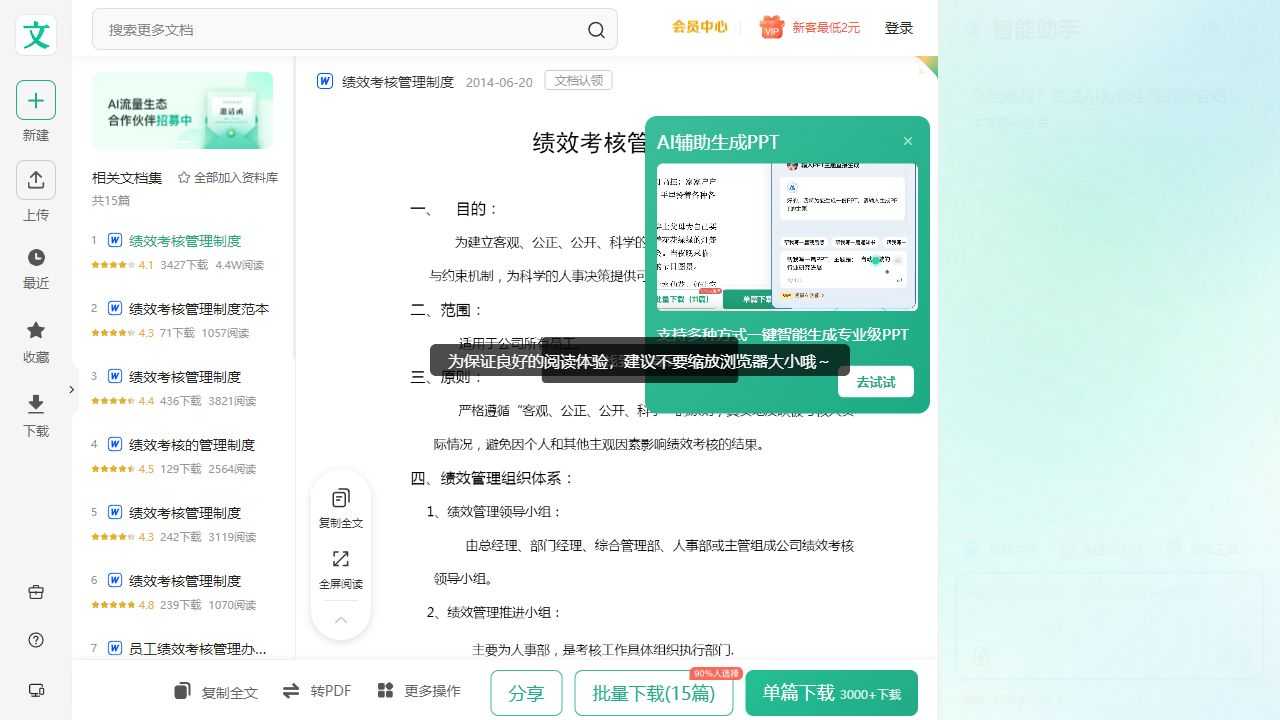 文
搜索更多文档
会员中心
VIP
新客最低2元
登录
新建
上传
最近
收藏
下载
AI流量生态
合作伙伴招募中
邀请函
相关文档集
全部加入资料库
共15篇
1 W 绩效考核管理制度
4.1 3427下载 4.4W阅读
2 W 绩效考核管理制度范本
4.3 71下载 1057阅读
3 W 绩效考核管理制度
4.4 436下载 3821阅读
4 W 绩效考核的管理制度
4.5 129下载 2564阅读
5 W 绩效考核管理制度
4.3 242下载 3119阅读
6 W 绩效考核管理制度
4.8 239下载 1070阅读
7 W 员工绩效考核管理办...
W 绩效考核管理制度 2014-06-20 文档认领
绩效考核管
一、 目的：
为建立客观、公正、公开、科学的
与约束机制，为科学的人事决策提供可
二、范围：
适用于公司所有员工。
三、原则：
严格遵循“客观、公正、公开、科学
际情况，避免因个人和其他主观因素影响绩效考核的结果。
四、绩效管理组织体系：
1、绩效管理领导小组：
由总经理、部门经理、综合管理部、人事部或主管组成公司绩效考核
领导小组。
2、绩效管理推进小组：
主要为人事部，是考核工作具体组织执行部门.
AI辅助生成PPT
批量下载
单篇下载
支持多种方式一键智能生成专业级PPT
去试试
为保证良好的阅读体验，建议不要缩放浏览器大小哦～
复制全文
全屏阅读
复制全文
转PDF
更多操作
分享
批量下载(15篇)
90%人选择
单篇下载 3000+下载
智能助手